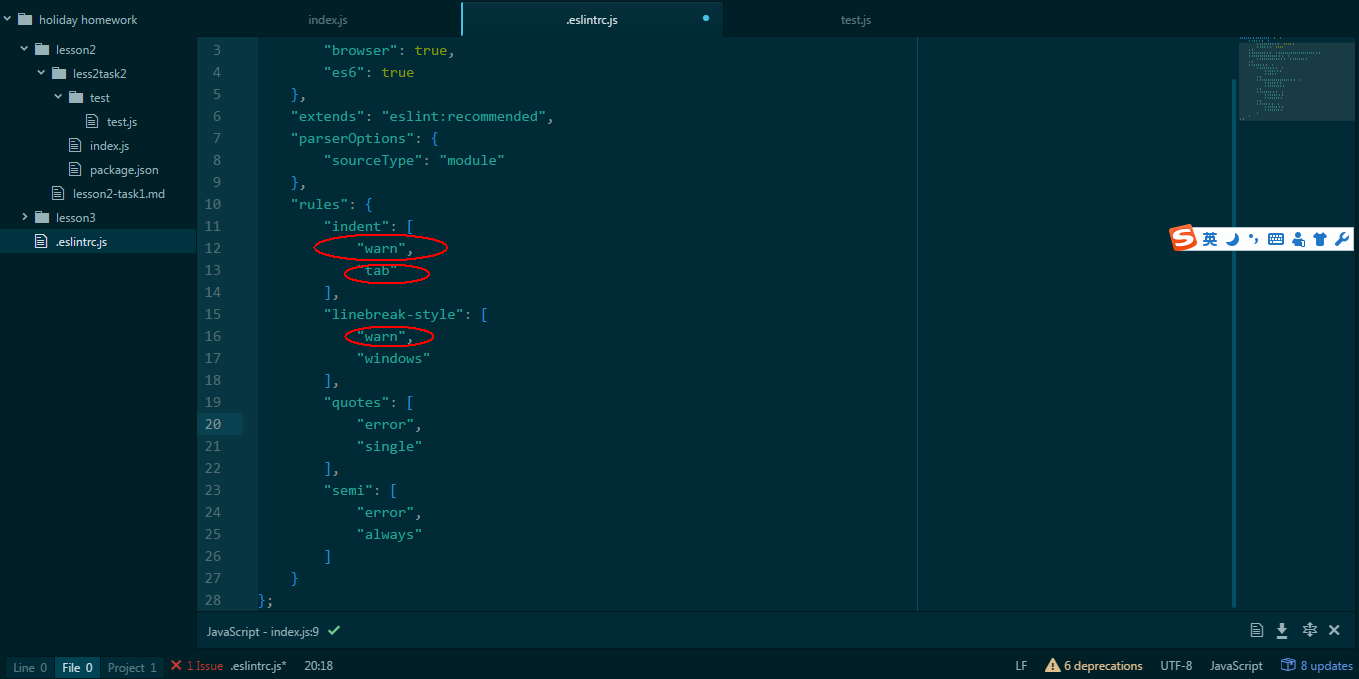 holiday homework
index.js
.eslintrc.js
test.js
lesson2
less2task2
test
test.js
index.js
package.json
lesson2-task1.md
lesson3
.eslintrc.js
3 "browser": true,
4 "es6": true
5 },
6 "extends": "eslint:recommended",
7 "parserOptions": {
8 "sourceType": "module"
9 },
10 "rules": {
11 "indent": [
12 "warn",
13 "tab"
14 ],
15 "linebreak-style": [
16 "warn",
17 "windows"
18 ],
19 "quotes": [
20 "error",
21 "single"
22 ],
23 "semi": [
24 "error",
25 "always"
26 ]
27 }
28 };
S 英
JavaScript - index.js:9
Line 0 File 0 Project 1 1 Issue .eslintrc.js* 20:18 LF 6 deprecations UTF-8 JavaScript 8 updates